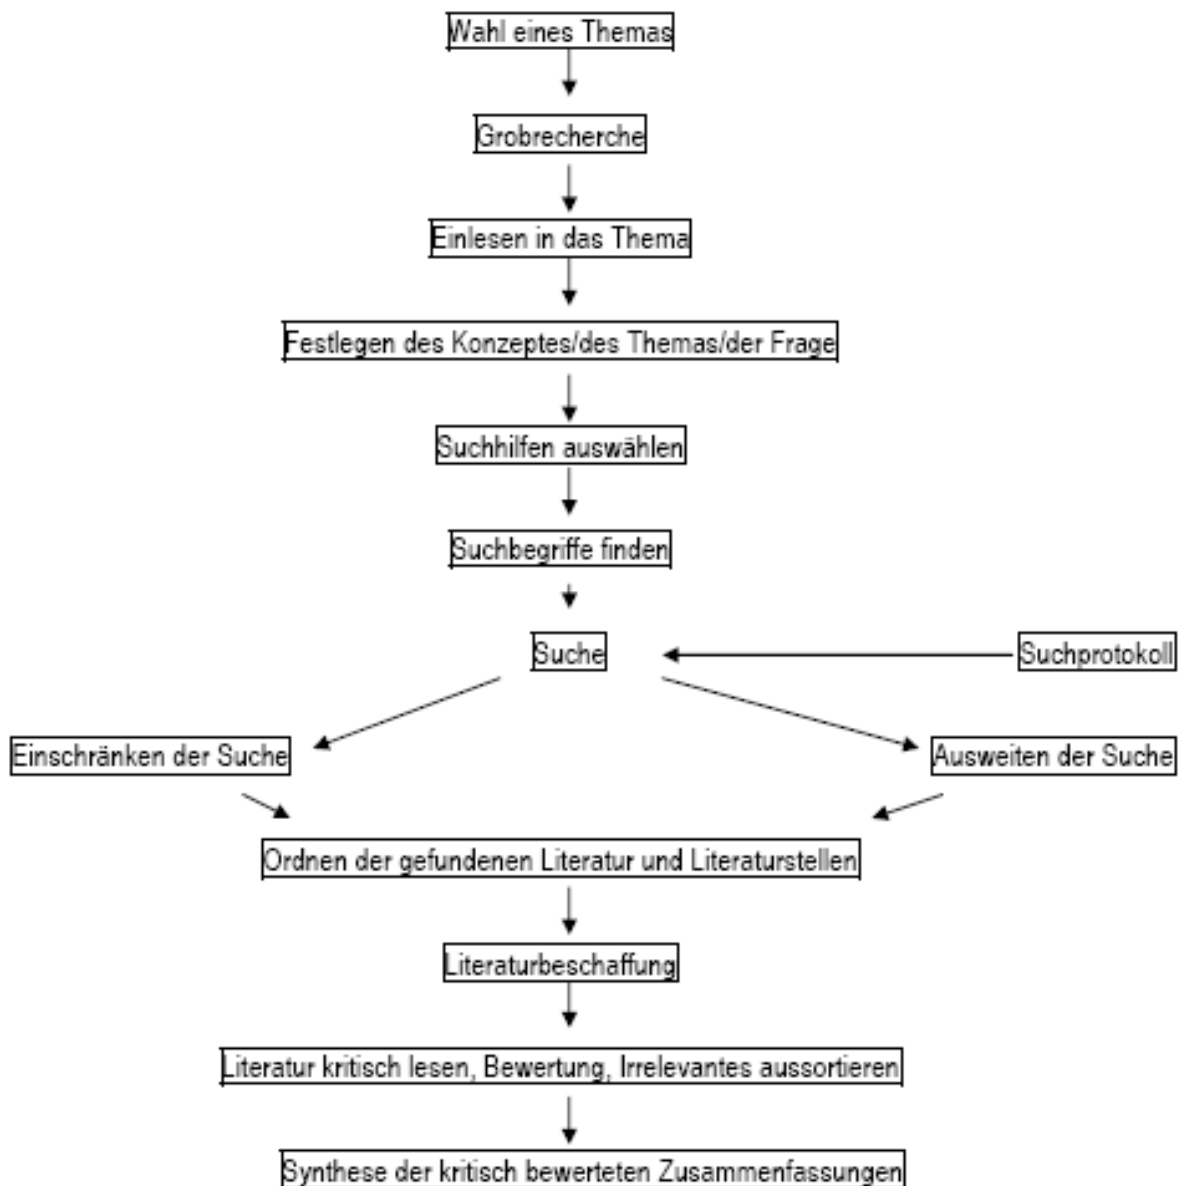 Wahl eines Themas
Grobrecherche
Einlesen in das Thema
Festlegen des Konzeptes/des Themas/der Frage
Suchhilfen auswählen
Suchbegriffe finden
Suche
Suchprotokoll
Einschränken der Suche
Ausweiten der Suche
Ordnen der gefundenen Literatur und Literaturstellen
Literaturbeschaffung
Literatur kritisch lesen, Bewertung, Irrelevantes aussortieren
Synthese der kritisch bewerteten Zusammenfassungen